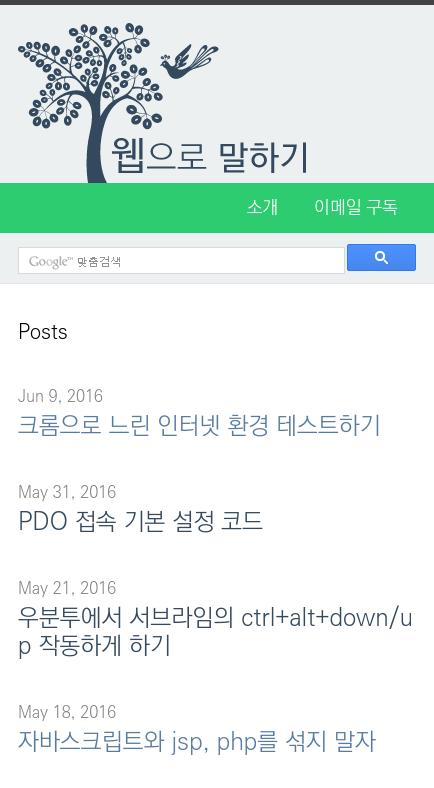 웹으로 말하기
소개 이메일 구독
Google™ 맞춤검색
Posts
Jun 9, 2016
크롬으로 느린 인터넷 환경 테스트하기
May 31, 2016
PDO 접속 기본 설정 코드
May 21, 2016
우분투에서 서브라임의 ctrl+alt+down/u
p 작동하게 하기
May 18, 2016
자바스크립트와 jsp, php를 섞지 말자